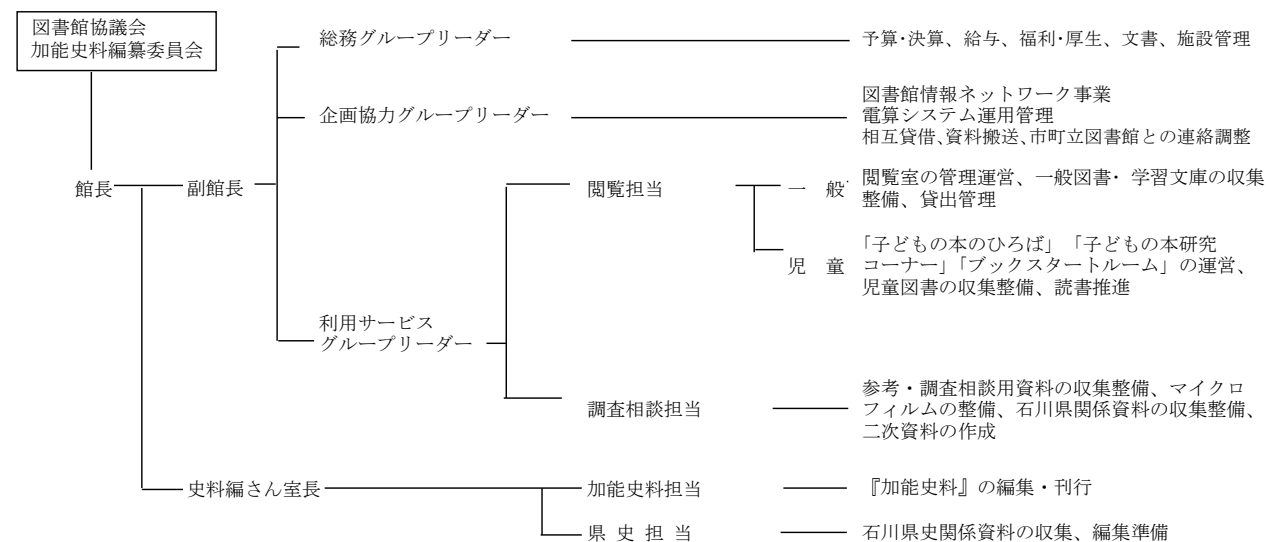 図書館協議会
加能史料編纂委員会
総務グループリーダー
予算・決算、給与、福利・厚生、文書、施設管理
企画協力グループリーダー
図書館情報ネットワーク事業
電算システム運用管理
相互貸借、資料搬送、市町立図書館との連絡調整
館長
副館長
閲覧担当
一 般
閲覧室の管理運営、一般図書・ 学習文庫の収集
整備、貸出管理
児 童
「子どもの本のひろば」「子どもの本研究
コーナー」「ブックスタートルーム」の運営、
児童図書の収集整備、読書推進
利用サービス
グループリーダー
調査相談担当
参考・調査相談用資料の収集整備、マイクロ
フィルムの整備、石川県関係資料の収集整備、
二次資料の作成
史料編さん室長
加能史料担当
『加能史料』の編集・刊行
県 史 担 当
石川県史関係資料の収集、編集準備